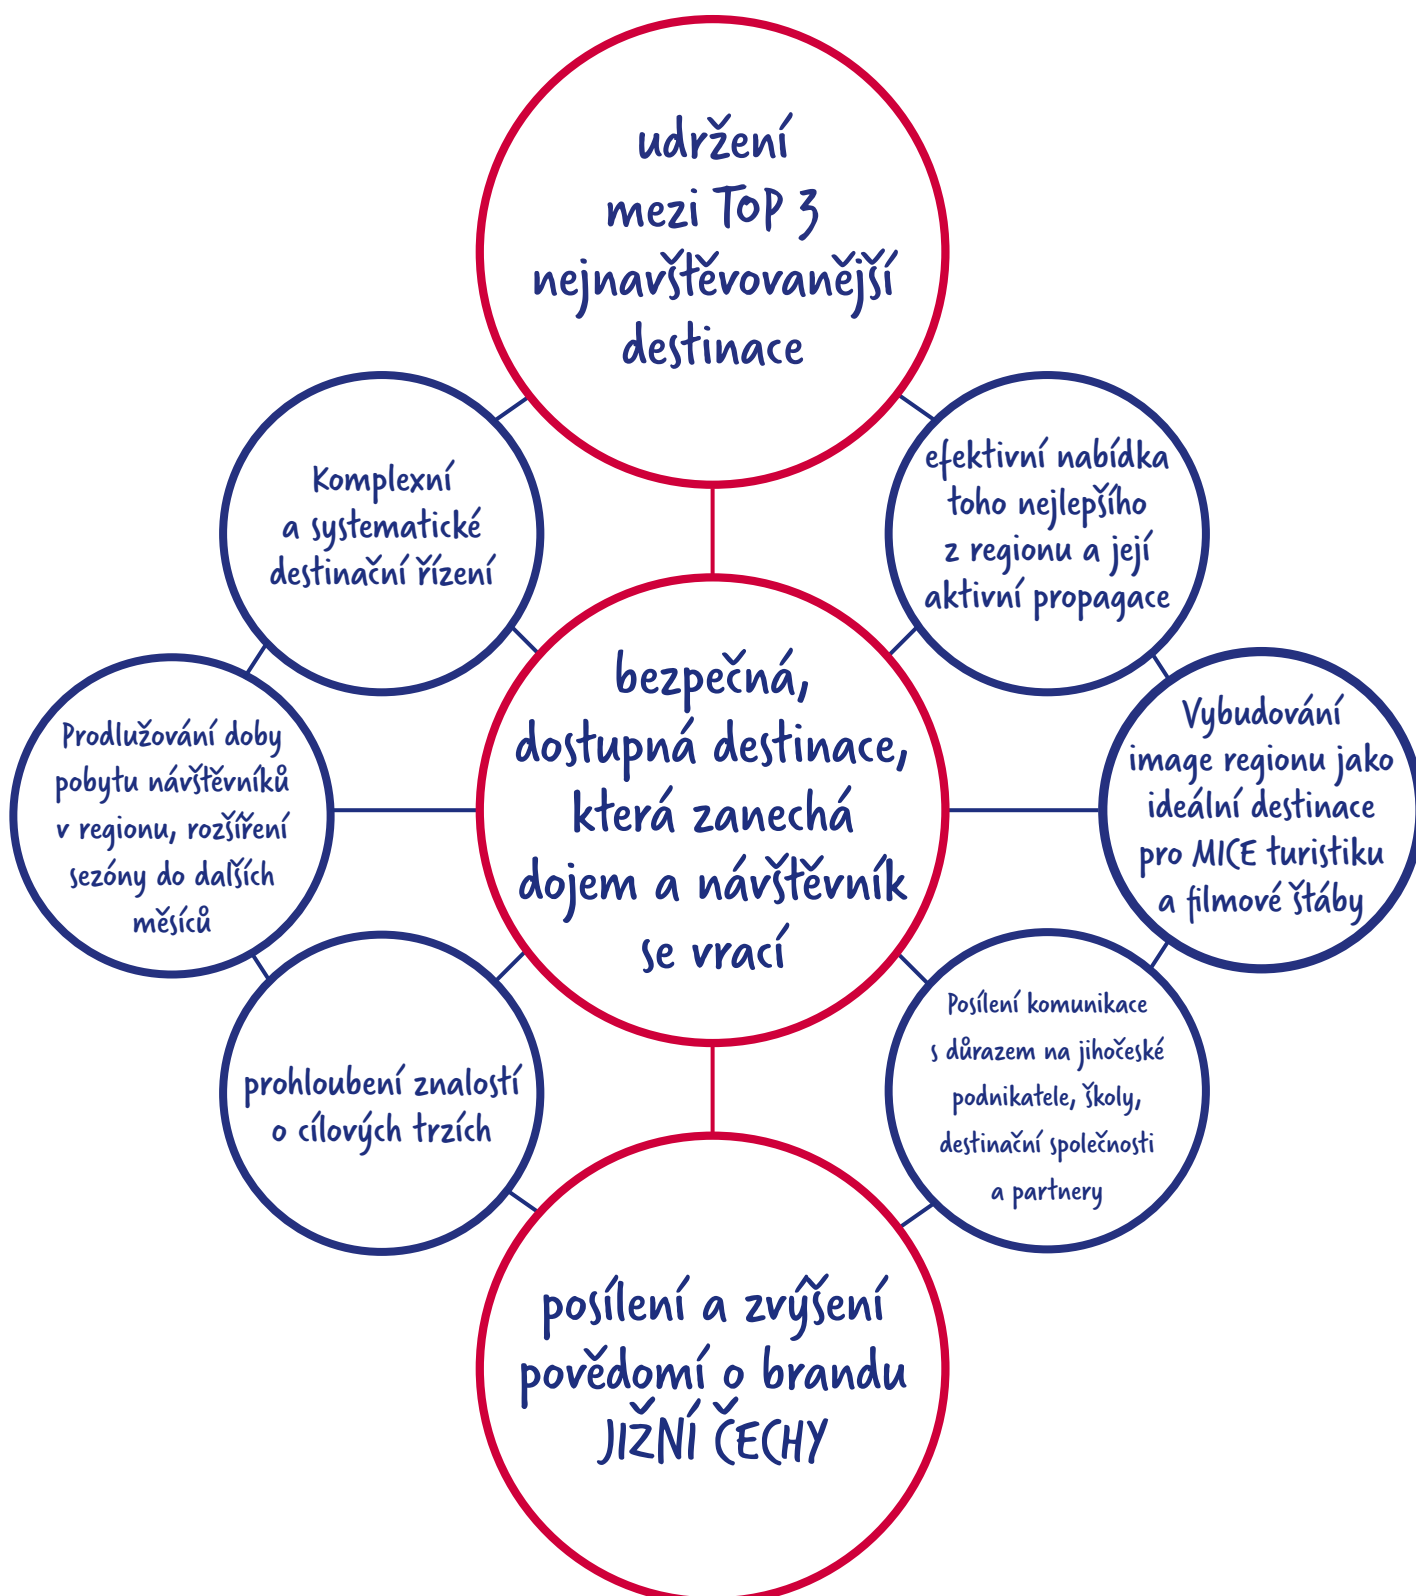 udržení
mezi TOP 3
nejnavštěvovanější
destinace
Komplexní
a systematické
destinační řízení
efektivní nabídka
toho nejlepšího
z regionu a její
aktivní propagace
bezpečná,
dostupná destinace,
která zanechá
dojem a návštěvník
se vrací
Prodlužování doby
pobytu návštěvníků
v regionu, rozšíření
sezóny do dalších
měsíců
Vybudování
image regionu jako
ideální destinace
pro MICE turistiku
a filmové štáby
prohloubení znalostí
o cílových trzích
Posílení komunikace
s důrazem na jihočeské
podnikatele, školy,
destinační společnosti
a partnery
posílení a zvýšení
povědomí o brandu
JIŽNÍ ČECHY